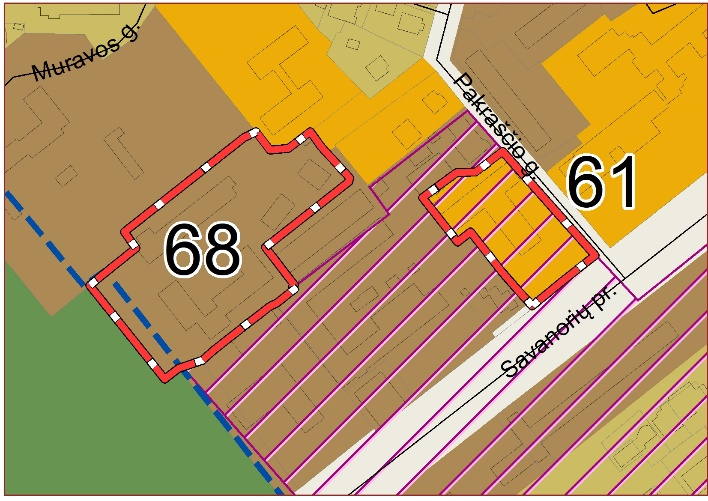 Muravos g.
Pakraščio g.
61
68
Savanorių pr.